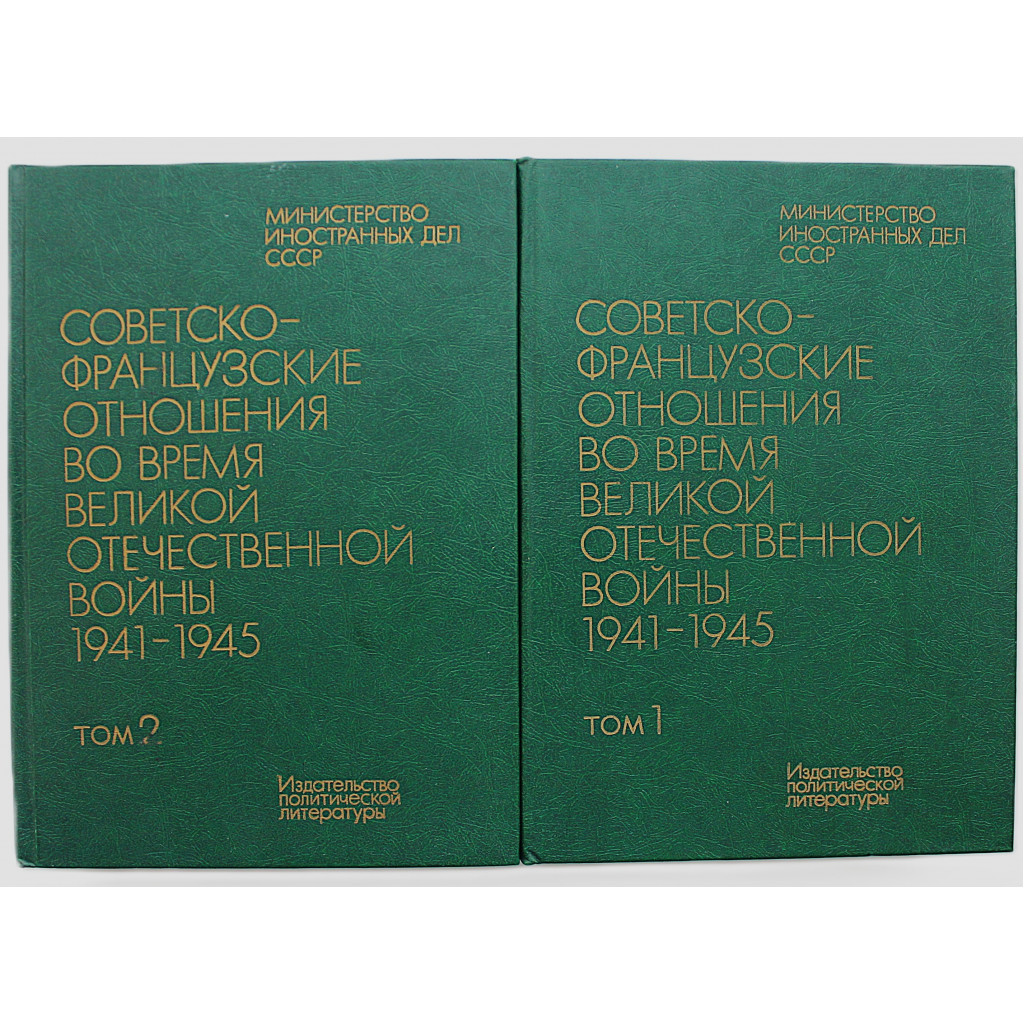 МИНИСТЕРСТВО
ИНОСТРАННЫХ ДЕЛ
СССР
СОВЕТСКО-
ФРАНЦУЗСКИЕ
ОТНОШЕНИЯ
ВО ВРЕМЯ
ВЕЛИКОЙ
ОТЕЧЕСТВЕННОЙ
ВОЙНЫ
1941-1945
ТОМ 2
Издательство
политической
литературы
МИНИСТЕРСТВО
ИНОСТРАННЫХ ДЕЛ
СССР
СОВЕТСКО-
ФРАНЦУЗСКИЕ
ОТНОШЕНИЯ
ВО ВРЕМЯ
ВЕЛИКОЙ
ОТЕЧЕСТВЕННОЙ
ВОЙНЫ
1941-1945
ТОМ 1
Издательство
политической
литературы